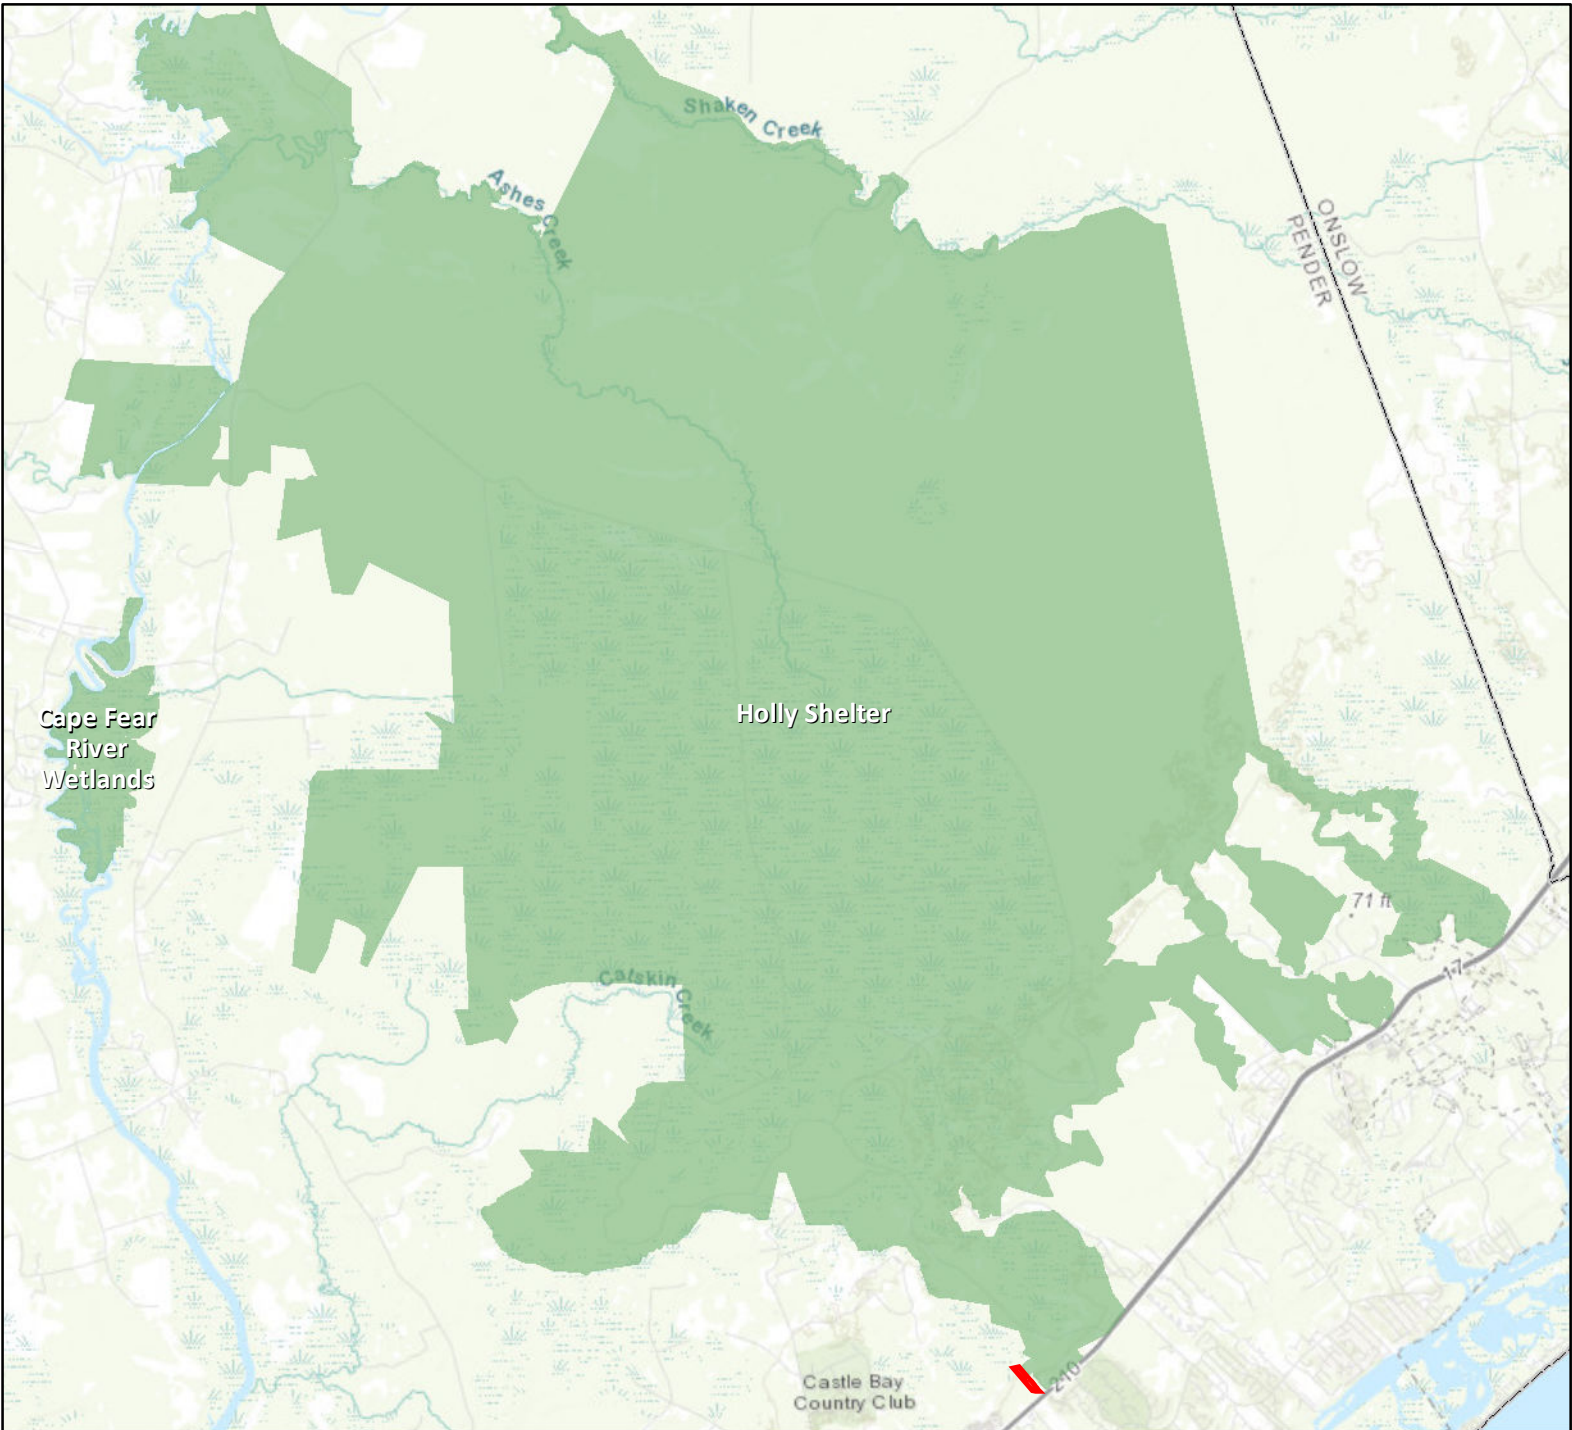 Shaken Creek
Ashes Creek
ONSLOW
PENDER
Holly Shelter
Cape Fear
River
Wetlands
71 ft
17
Catskin Creek
210
Castle Bay
Country Club